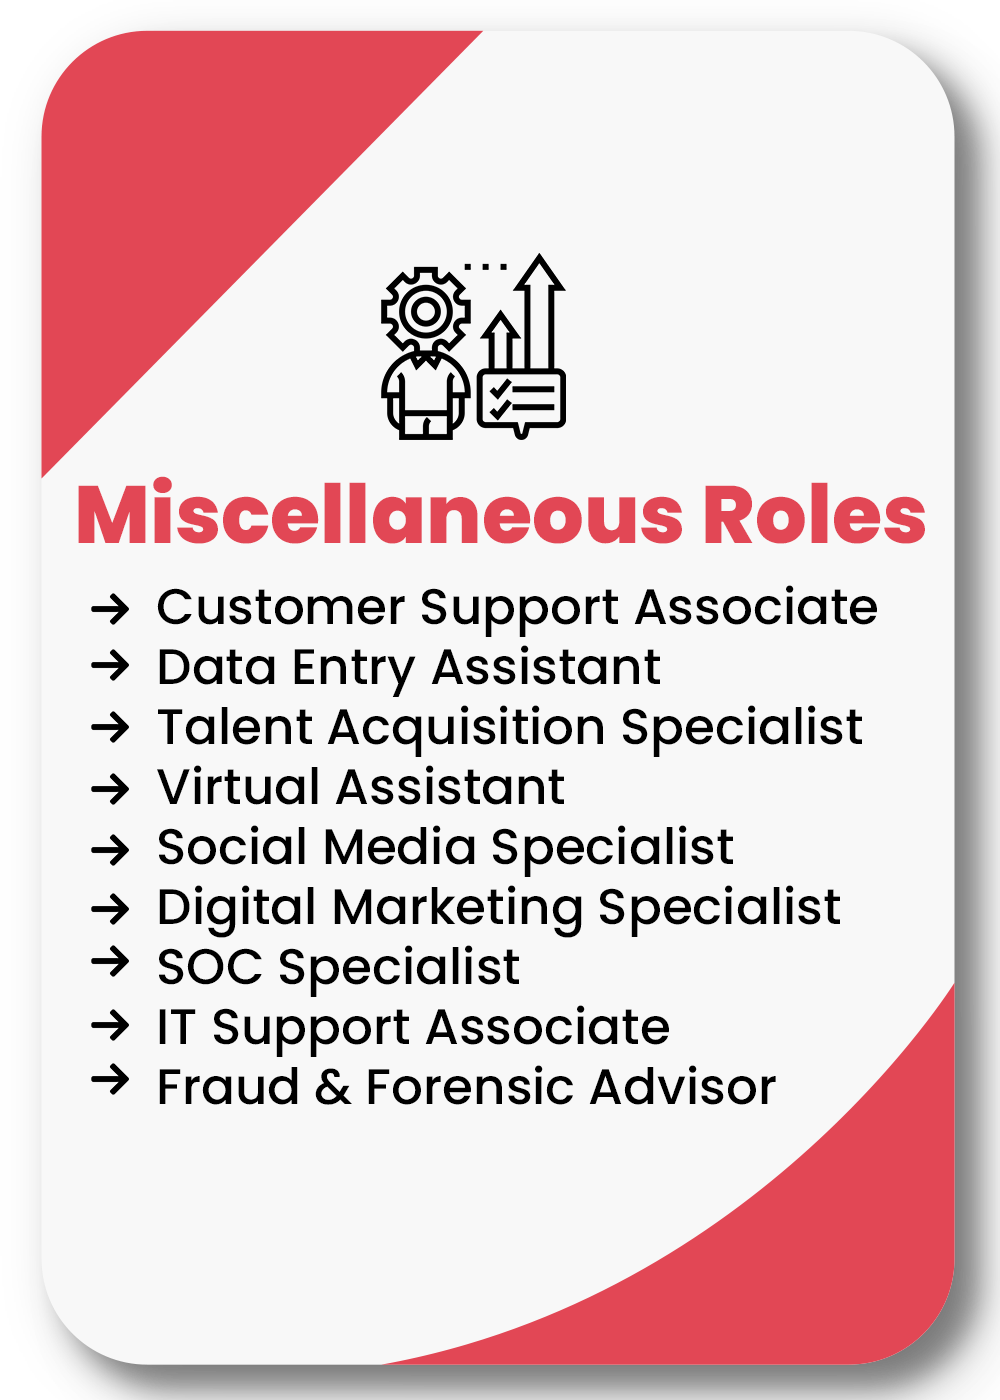 Miscellaneous Roles
→ Customer Support Associate
→ Data Entry Assistant
→ Talent Acquisition Specialist
→ Virtual Assistant
→ Social Media Specialist
→ Digital Marketing Specialist
→ SOC Specialist
→ IT Support Associate
→ Fraud & Forensic Advisor